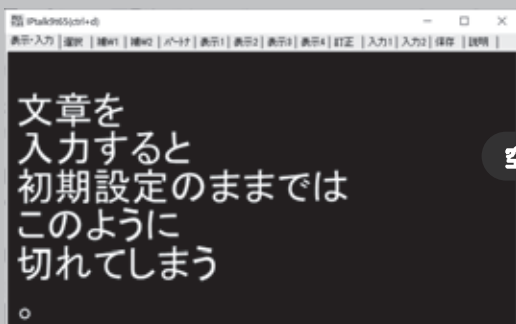 IPtalk9t65(ctrl+d)
表示・入力 | 選択 | 補W1 | 補W2 | パートナ | 表示1 | 表示2 | 表示3 | 表示4 | 訂正 | 入力1 | 入力2 | 保存 | 説明 |
文章を
入力すると
初期設定のままでは
このように
切れてしまう
。